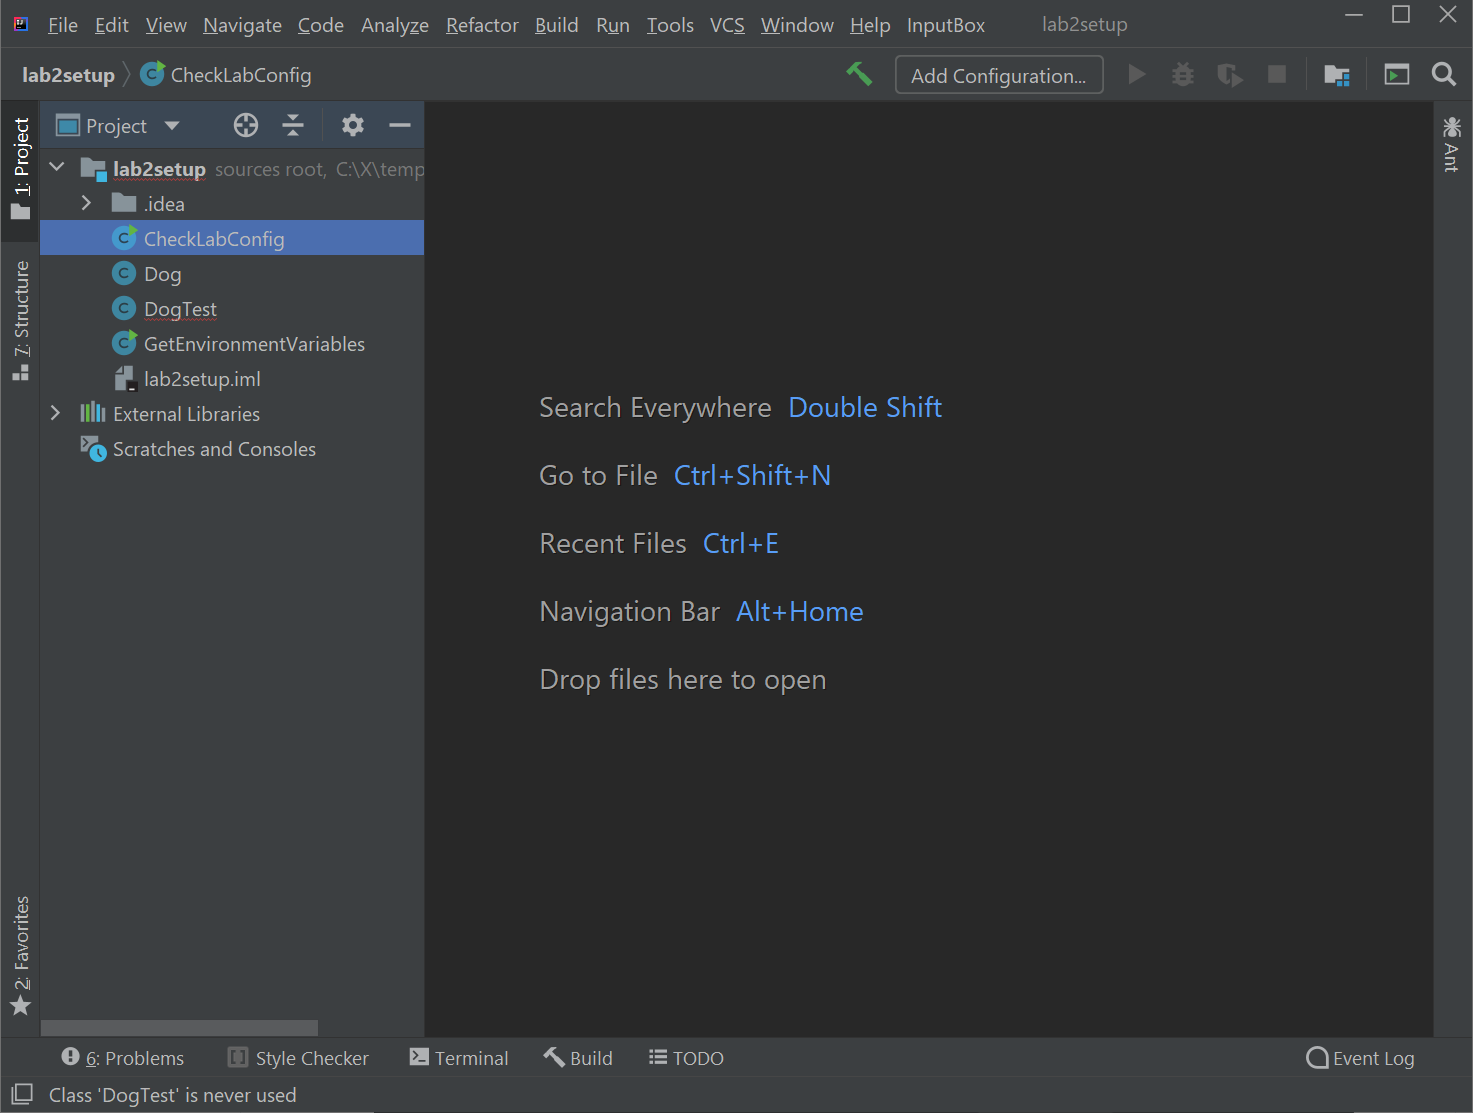 File Edit View Navigate Code Analyze Refactor Build Run Tools VCS Window Help InputBox lab2setup
lab2setup CheckLabConfig Add Configuration...
1: Project
7: Structure
2: Favorites
Project
lab2setup sources root, C:\X\temp
.idea
CheckLabConfig
Dog
DogTest
GetEnvironmentVariables
lab2setup.iml
External Libraries
Scratches and Consoles
Search Everywhere Double Shift
Go to File Ctrl+Shift+N
Recent Files Ctrl+E
Navigation Bar Alt+Home
Drop files here to open
Ant
6: Problems Style Checker Terminal Build TODO Event Log
Class 'DogTest' is never used